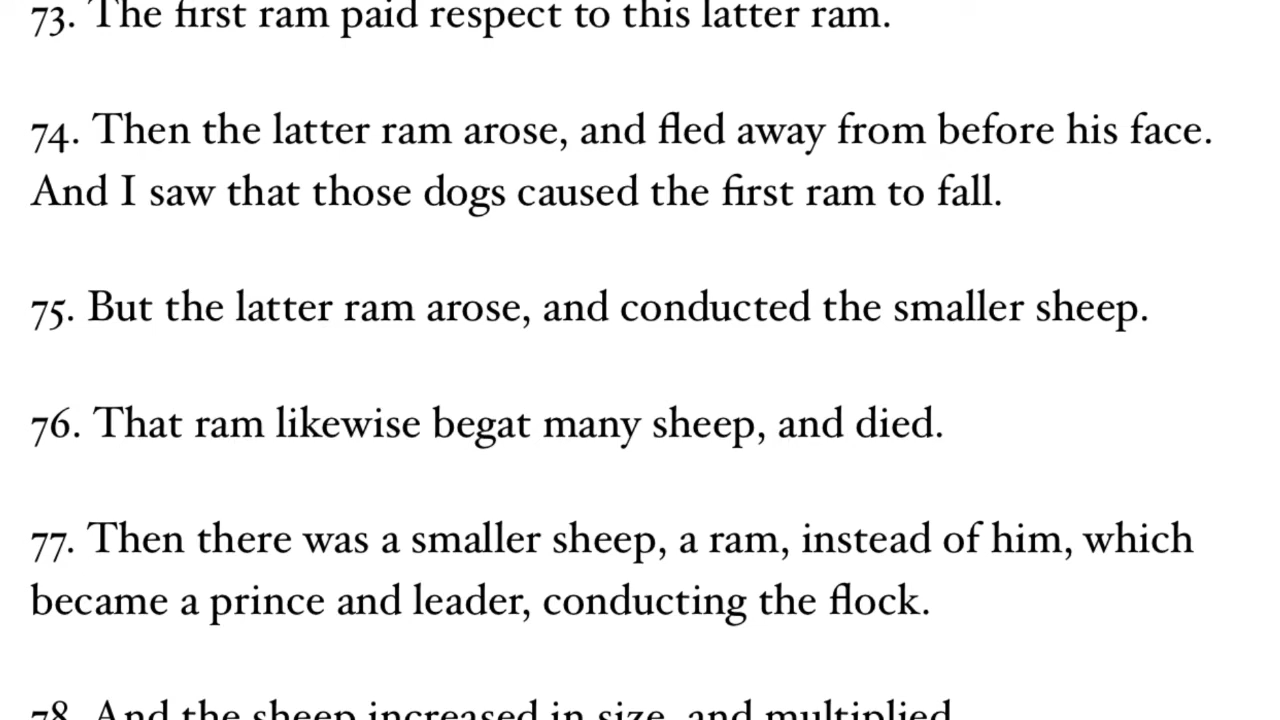 73. The first ram paid respect to this latter ram.
74. Then the latter ram arose, and fled away from before his face.
And I saw that those dogs caused the first ram to fall.
75. But the latter ram arose, and conducted the smaller sheep.
76. That ram likewise begat many sheep, and died.
77. Then there was a smaller sheep, a ram, instead of him, which
became a prince and leader, conducting the flock.
78. And the sheep increased in size, and multiplied